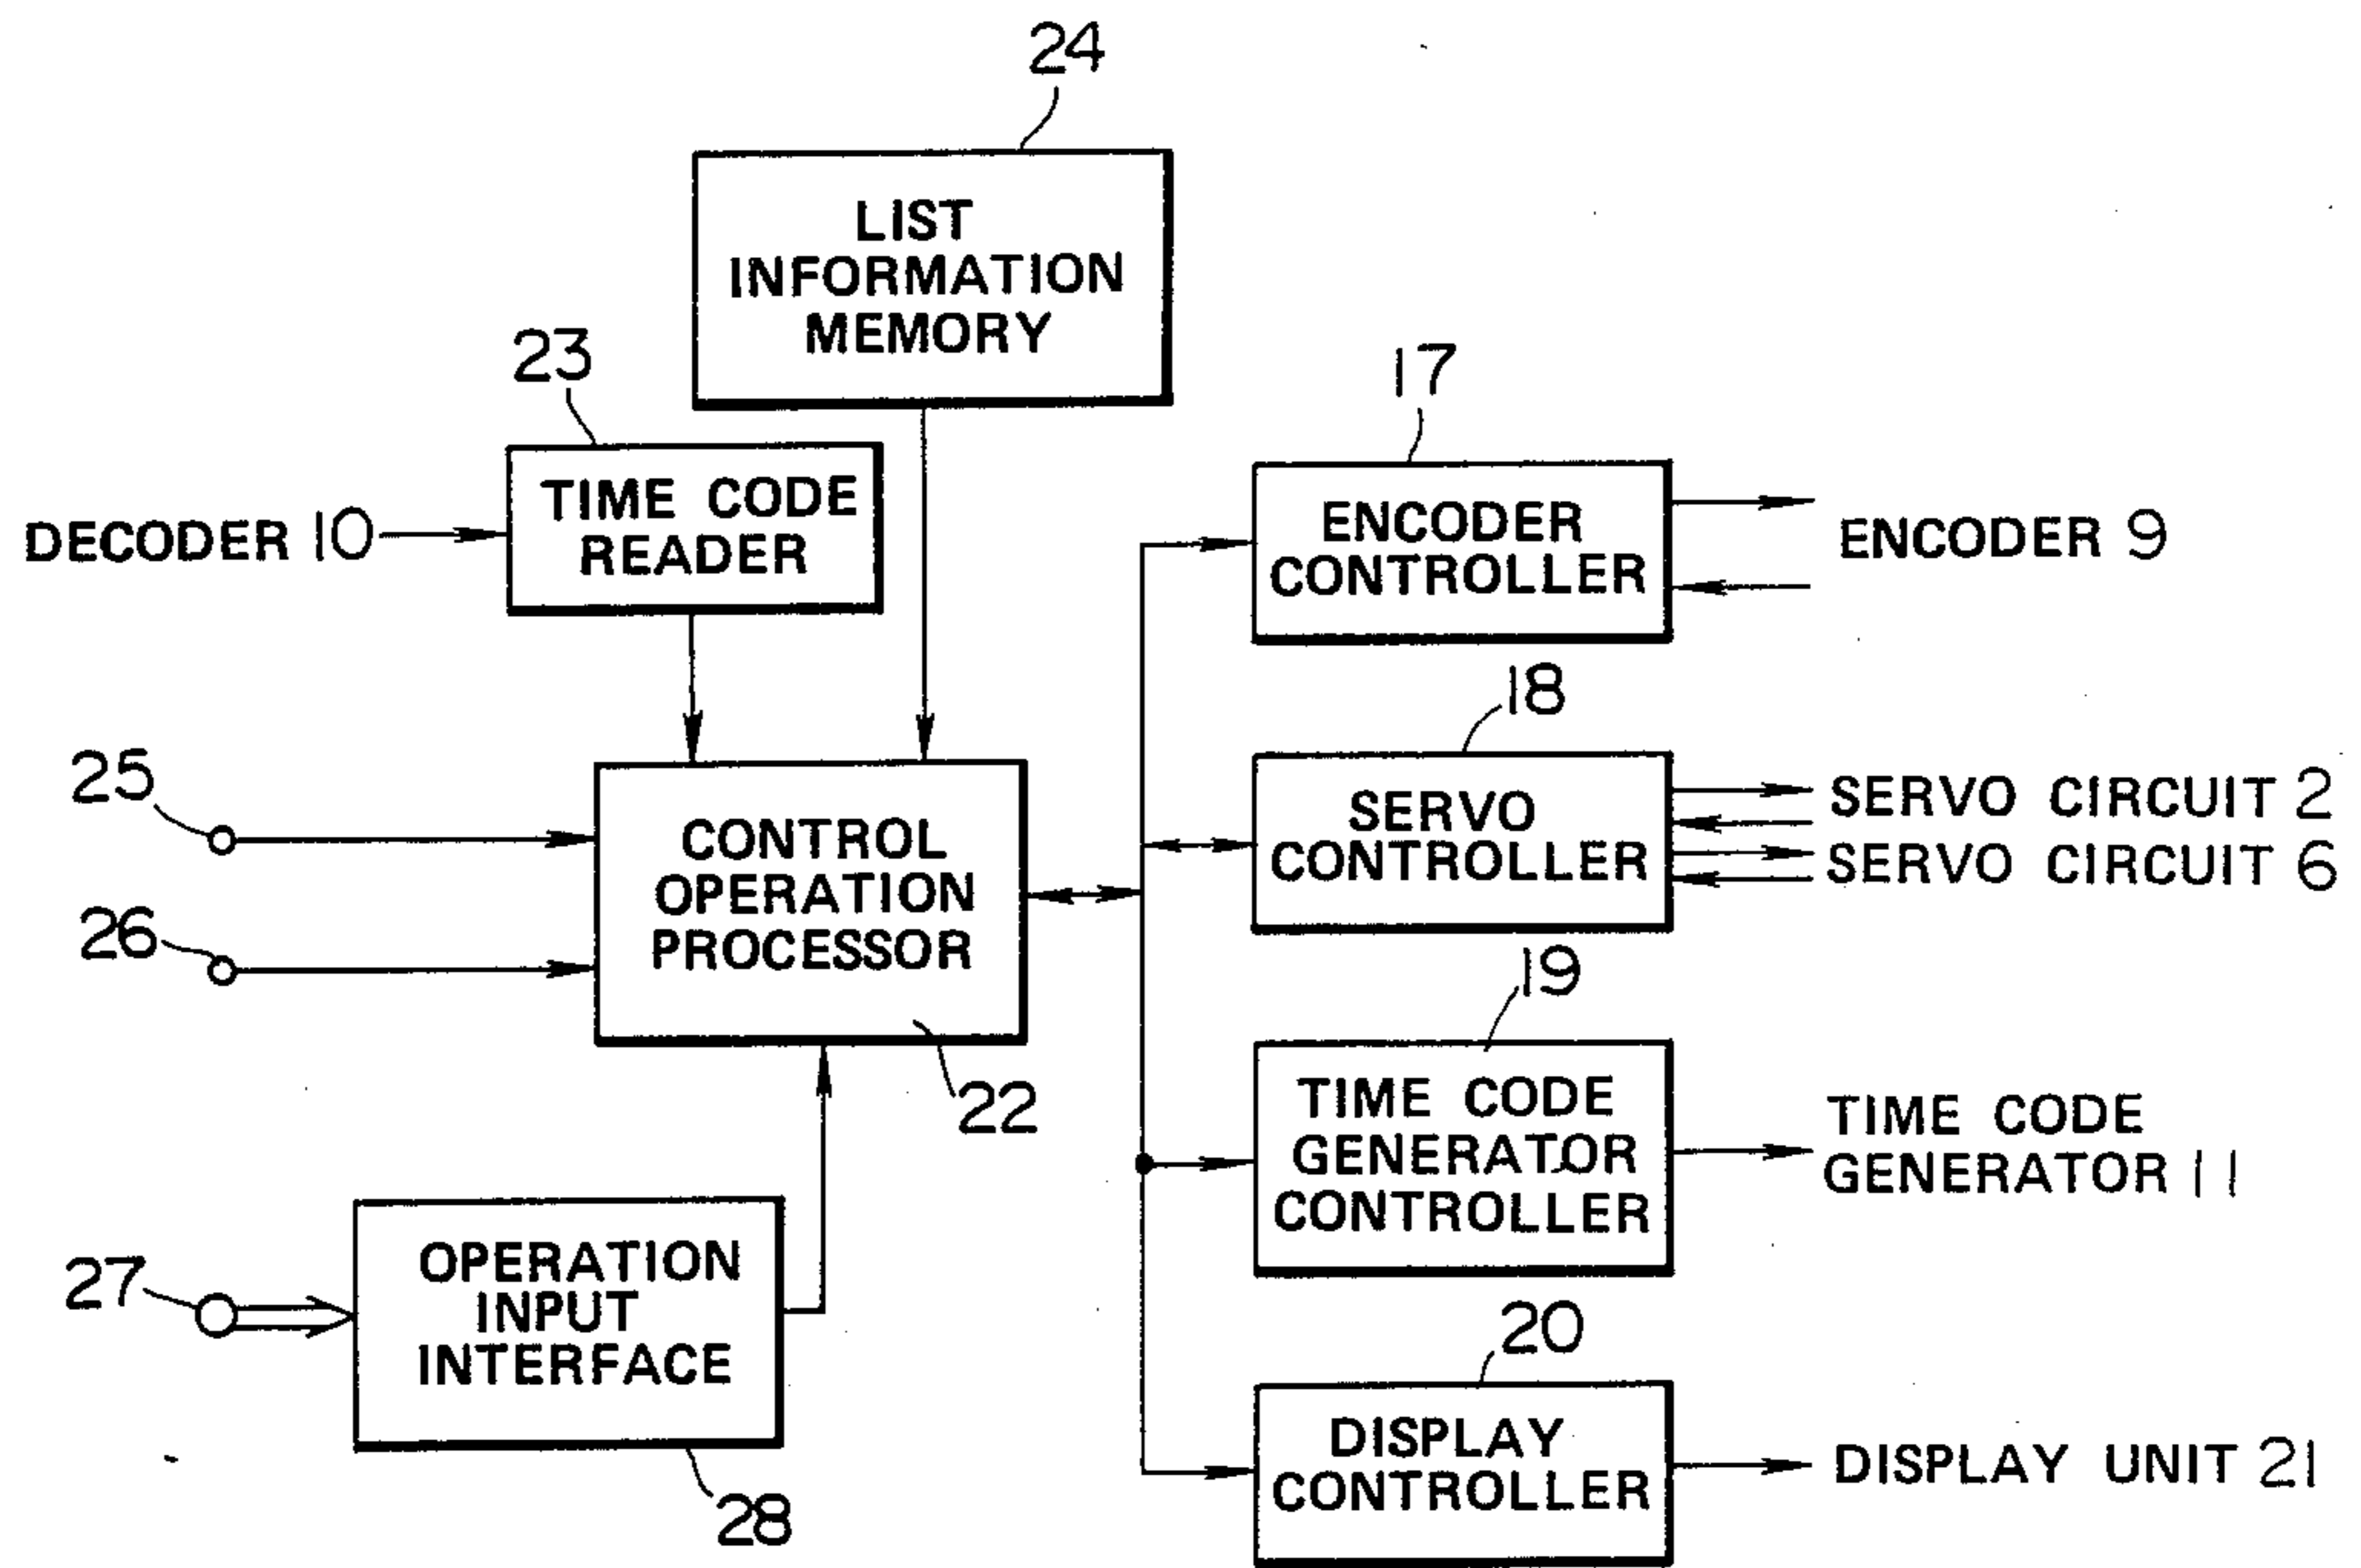 24
LIST
INFORMATION
MEMORY
23
TIME CODE
READER
DECODER 10
17
ENCODER
CONTROLLER
ENCODER 9
18
SERVO
CONTROLLER
SERVO CIRCUIT 2
SERVO CIRCUIT 6
25
26
CONTROL
OPERATION
PROCESSOR
22
19
TIME CODE
GENERATOR
CONTROLLER
TIME CODE
GENERATOR 11
27
OPERATION
INPUT
INTERFACE
28
20
DISPLAY
CONTROLLER
DISPLAY UNIT 21